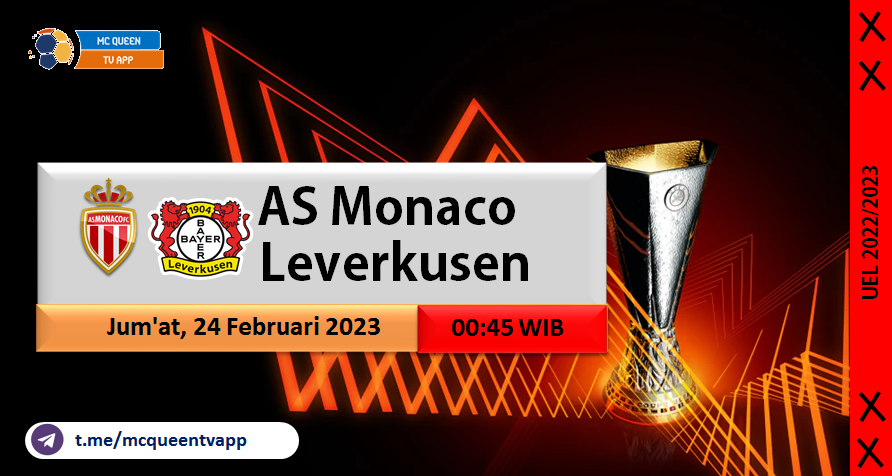 MC QUEEN
TV APP
ASMONACOFC
1904
BAYER
BAYER
Leverkusen
AS Monaco
Leverkusen
Jum'at, 24 Februari 2023
00:45 WIB
UEL 2022/2023
t.me/mcqueentvapp